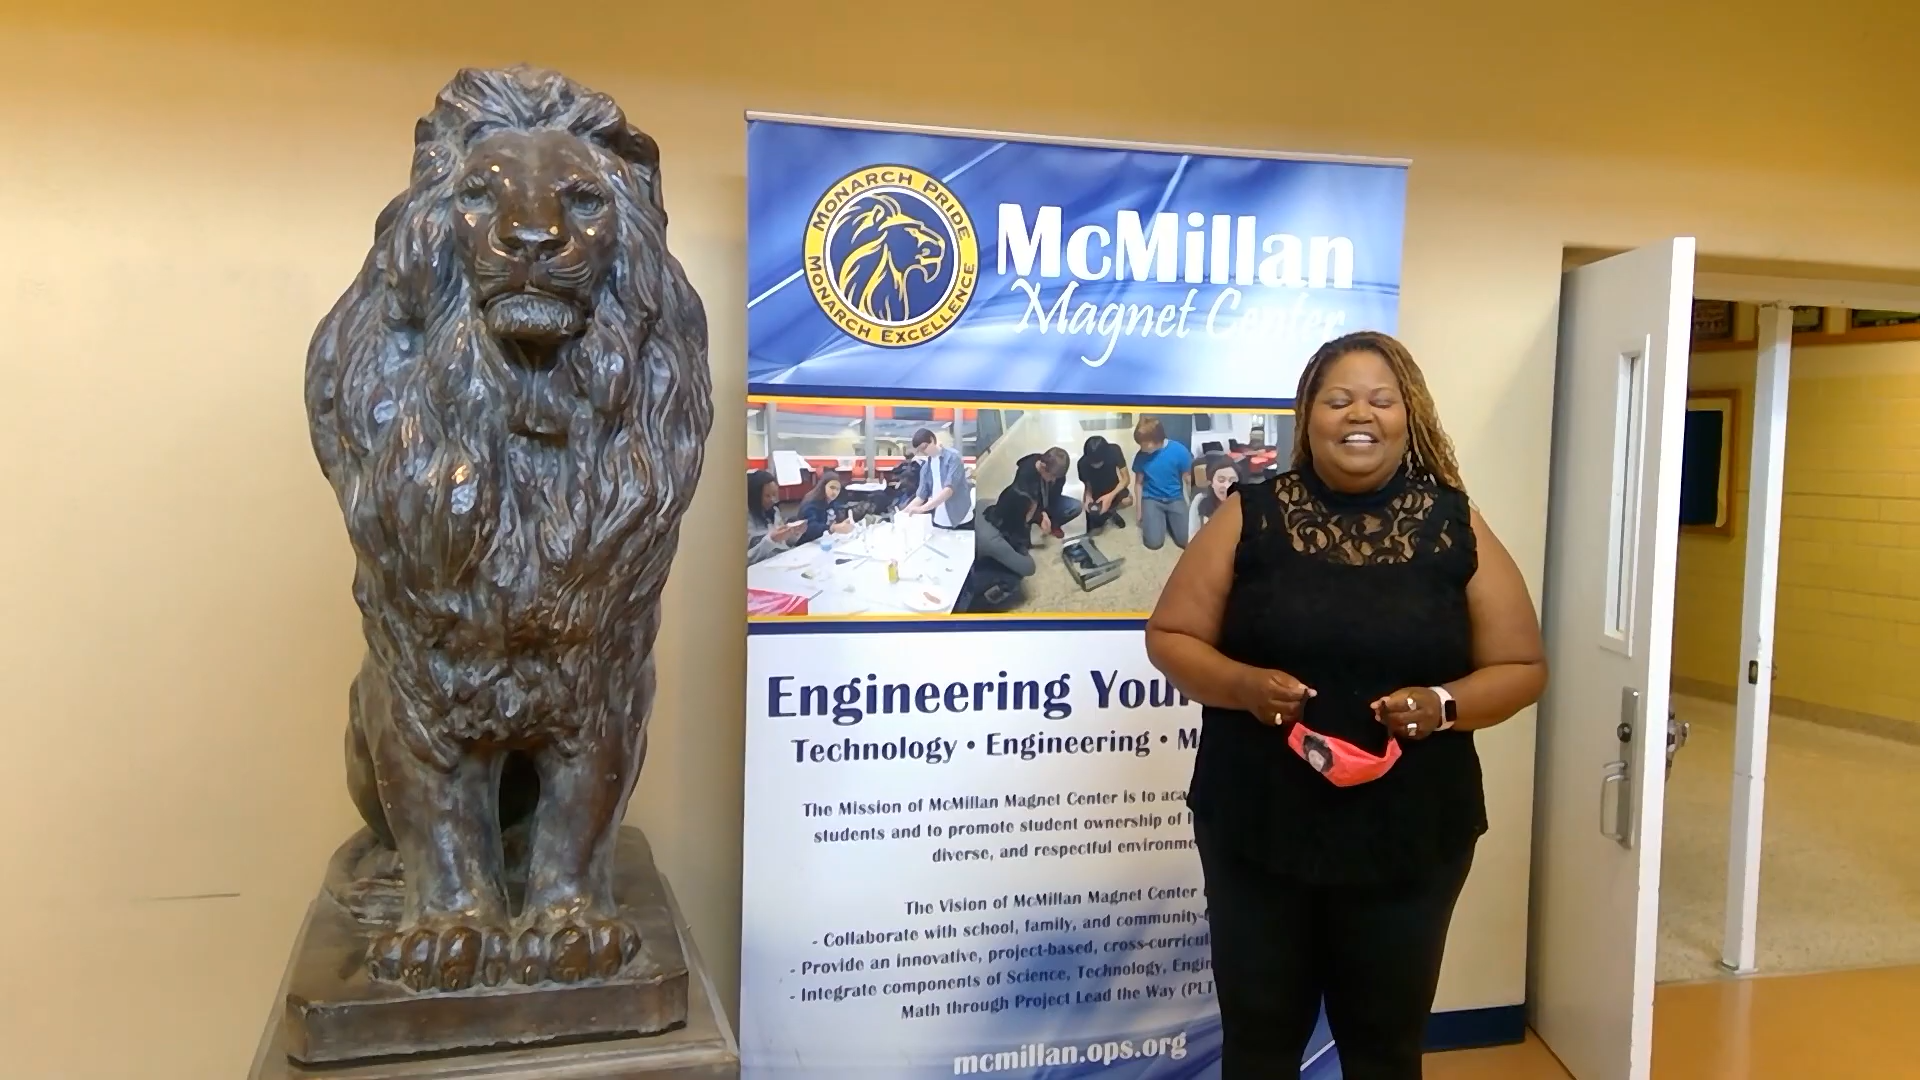 MONARCH PRIDE
MONARCH EXCELLENCE
McMillan
Magnet Center
Engineering You
Technology • Engineering • M
The Mission of McMillan Magnet Center is to aca
students and to promote student ownership of
diverse, and respectful environme
The Vision of McMillan Magnet Center
- Collaborate with school, family, and community-
- Provide an innovative, project-based, cross-curricul
- Integrate components of Science, Technology, Engin
Math through Project Lead the Way (PLT
mcmillan.ops.org